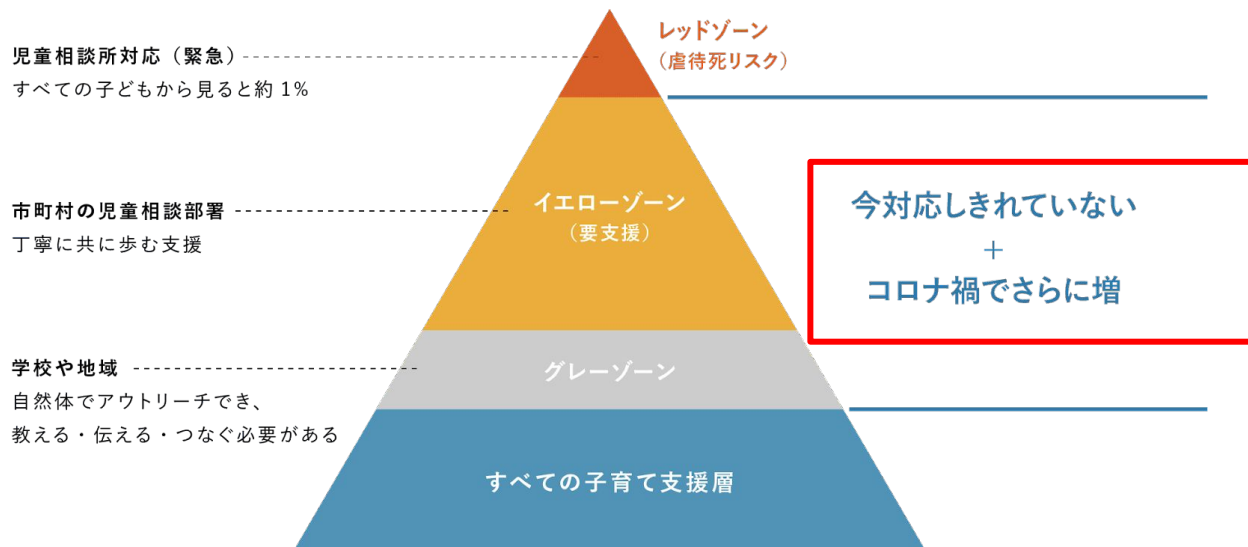 児童相談所対応（緊急）
すべての子どもから見ると約 1%
レッドゾーン
（虐待死リスク）
市町村の児童相談部署
丁寧に共に歩む支援
イエローゾーン
（要支援）
今対応しきれていない
+
コロナ禍でさらに増
学校や地域
自然体でアウトリーチでき、
教える・伝える・つなぐ必要がある
グレーゾーン
すべての子育て支援層